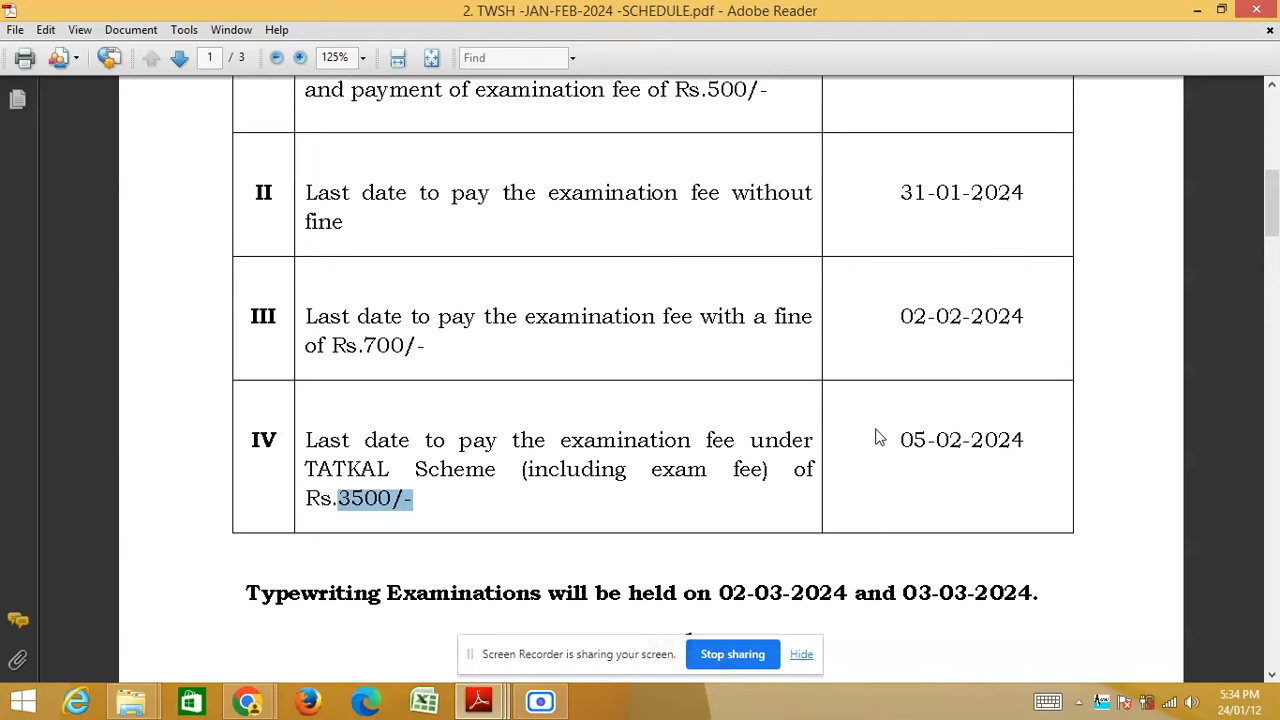 2. TWSH -JAN-FEB-2024 -SCHEDULE.pdf - Adobe Reader
File Edit View Document Tools Window Help
1 / 3 125% Find
and payment of examination fee of Rs.500/-
II Last date to pay the examination fee without 31-01-2024
fine
III Last date to pay the examination fee with a fine 02-02-2024
of Rs.700/-
IV Last date to pay the examination fee under 05-02-2024
TATKAL Scheme (including exam fee) of
Rs.3500/-
Typewriting Examinations will be held on 02-03-2024 and 03-03-2024.
Screen Recorder is sharing your screen. Stop sharing Hide
5:34 PM
24/01/12